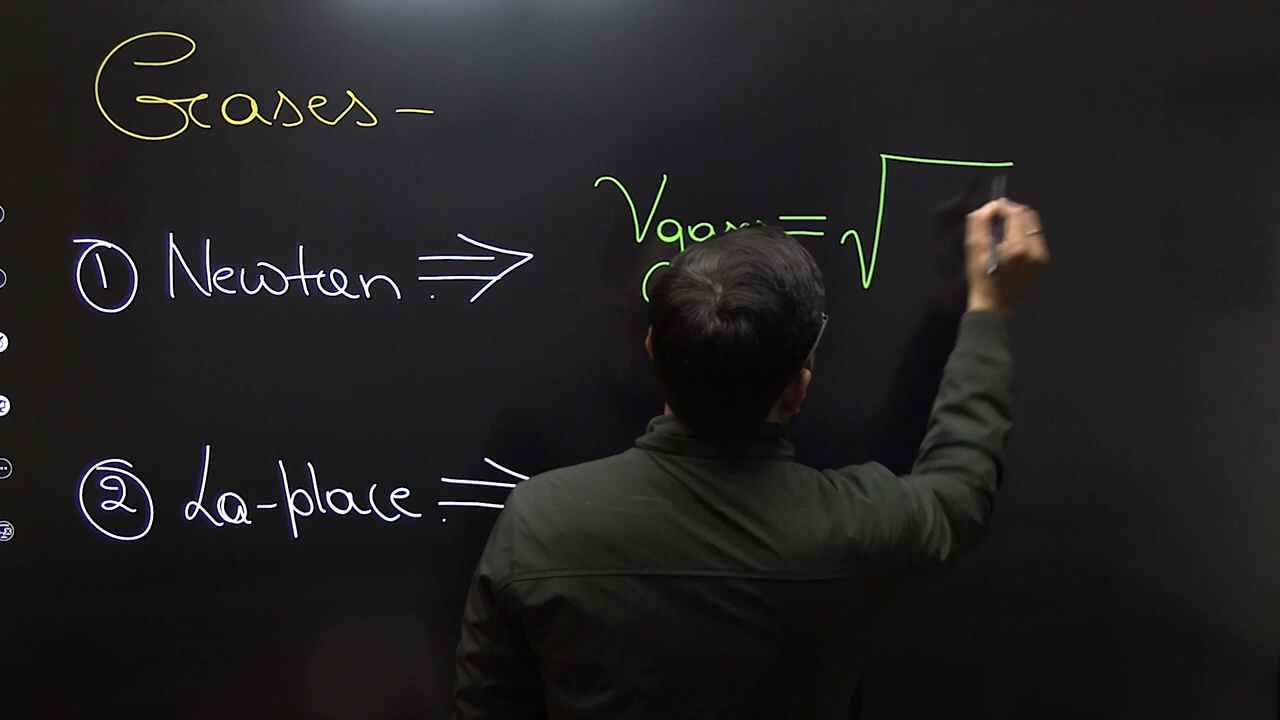 Gases -
① Newton ⇒
Vgas = √
② La-place ⇒